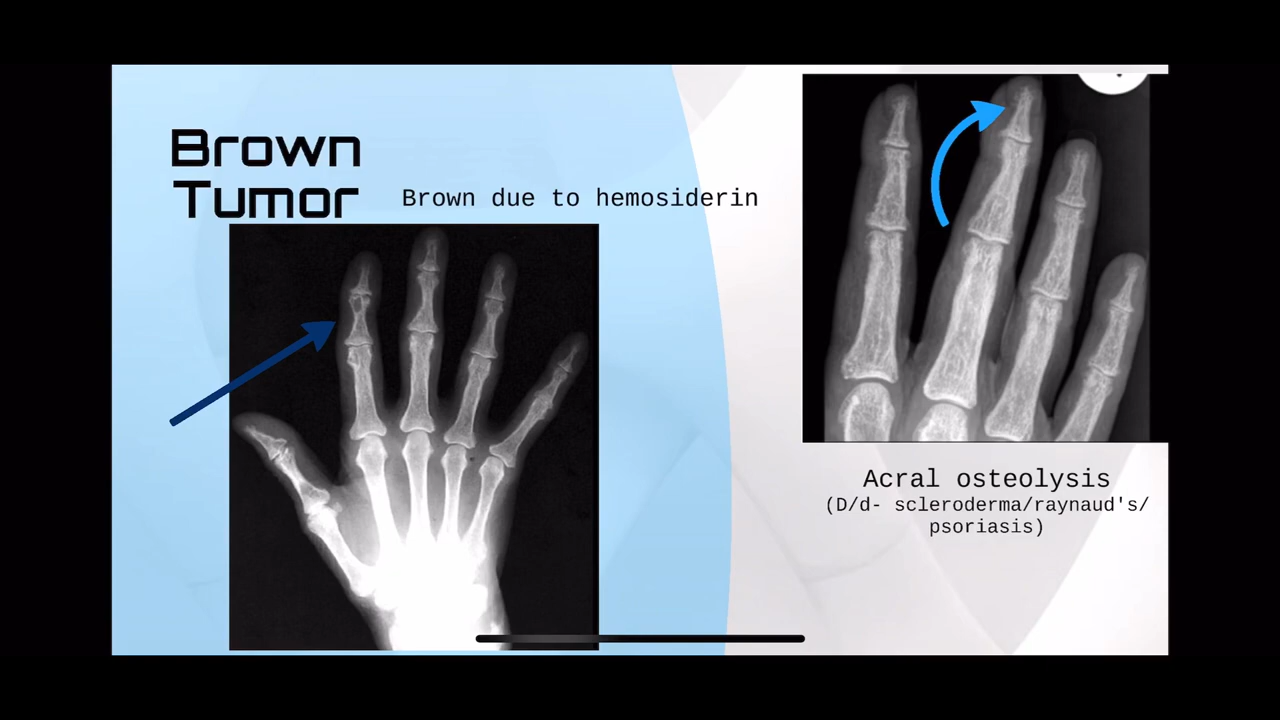 Brown
Tumor
Brown due to hemosiderin
Acral osteolysis
(D/d- scleroderma/raynaud's/
psoriasis)